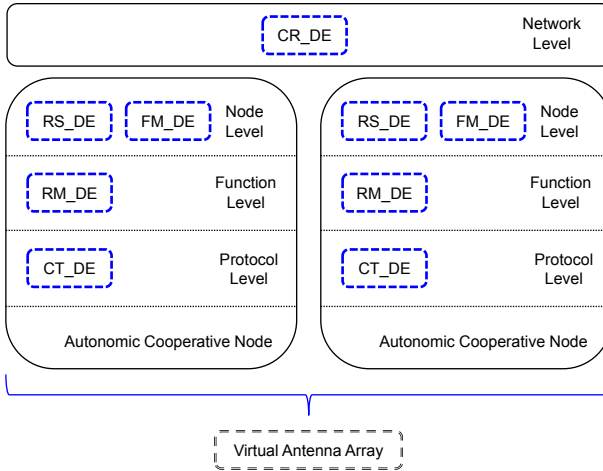 CR_DE
Network
Level
RS_DE
FM_DE
Node
Level
RM_DE
Function
Level
CT_DE
Protocol
Level
Autonomic Cooperative Node
RS_DE
FM_DE
Node
Level
RM_DE
Function
Level
CT_DE
Protocol
Level
Autonomic Cooperative Node
Virtual Antenna Array